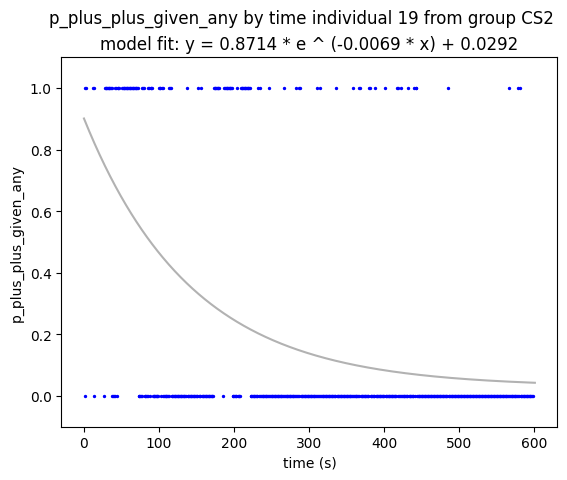 p_plus_plus_given_any by time individual 19 from group CS2
model fit: y = 0.8714 * e ^ (-0.0069 * x) + 0.0292
1.0
0.8
0.6
0.4
0.2
0.0
p_plus_plus_given_any
0 100 200 300 400 500 600
time (s)